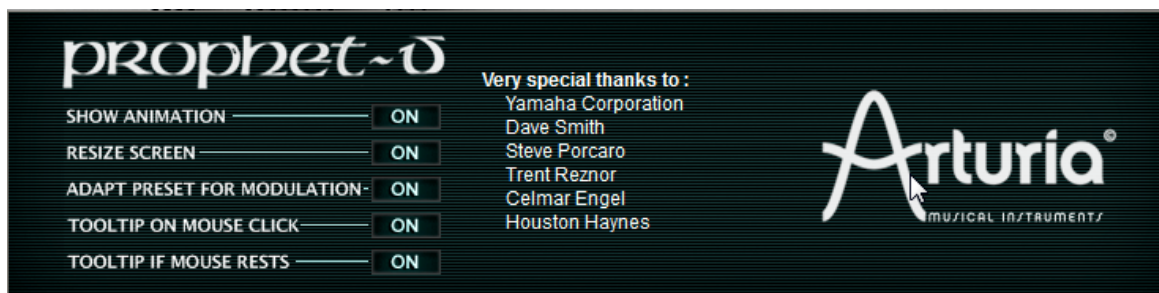 prophet~V
SHOW ANIMATION ON
RESIZE SCREEN ON
ADAPT PRESET FOR MODULATION ON
TOOLTIP ON MOUSE CLICK ON
TOOLTIP IF MOUSE RESTS ON
Very special thanks to :
Yamaha Corporation
Dave Smith
Steve Porcaro
Trent Reznor
Celmar Engel
Houston Haynes
Arturia©
MUSICAL INSTRUMENTS